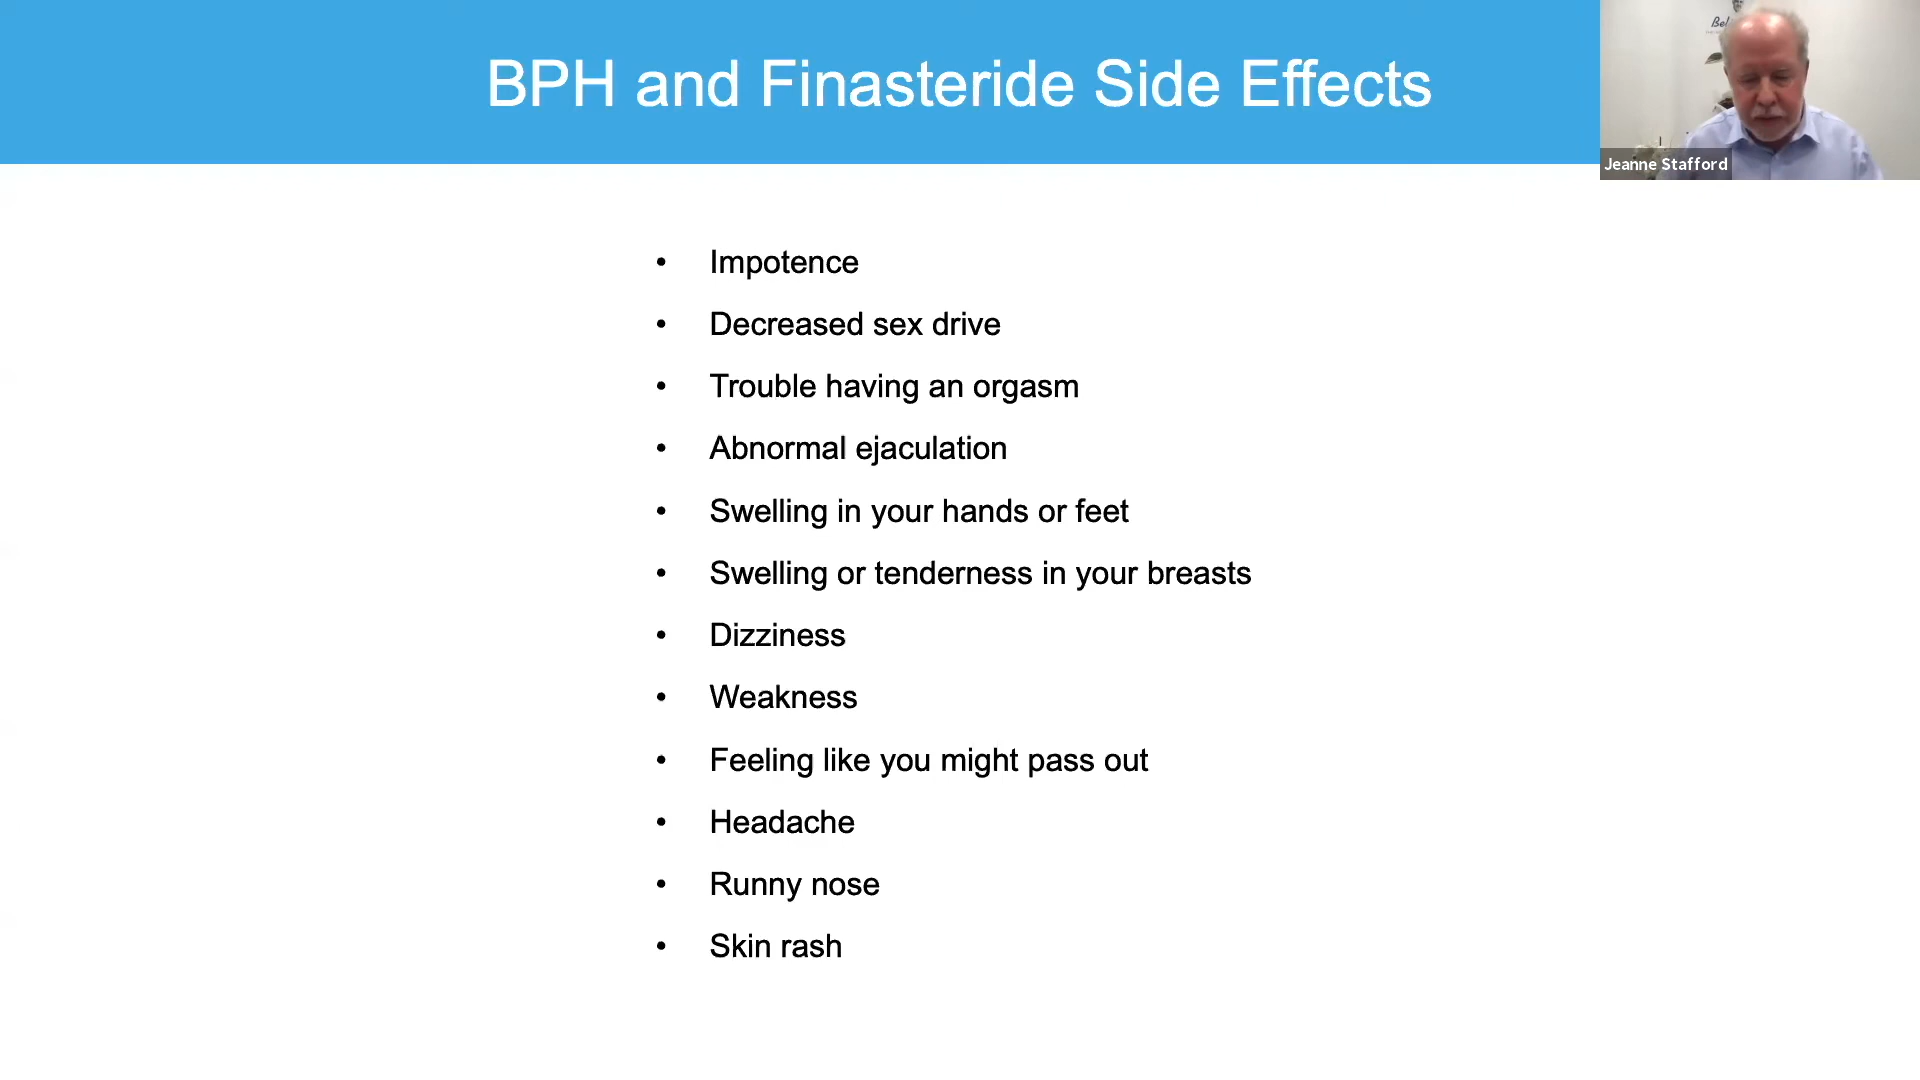 BPH and Finasteride Side Effects
Jeanne Stafford
• Impotence
• Decreased sex drive
• Trouble having an orgasm
• Abnormal ejaculation
• Swelling in your hands or feet
• Swelling or tenderness in your breasts
• Dizziness
• Weakness
• Feeling like you might pass out
• Headache
• Runny nose
• Skin rash